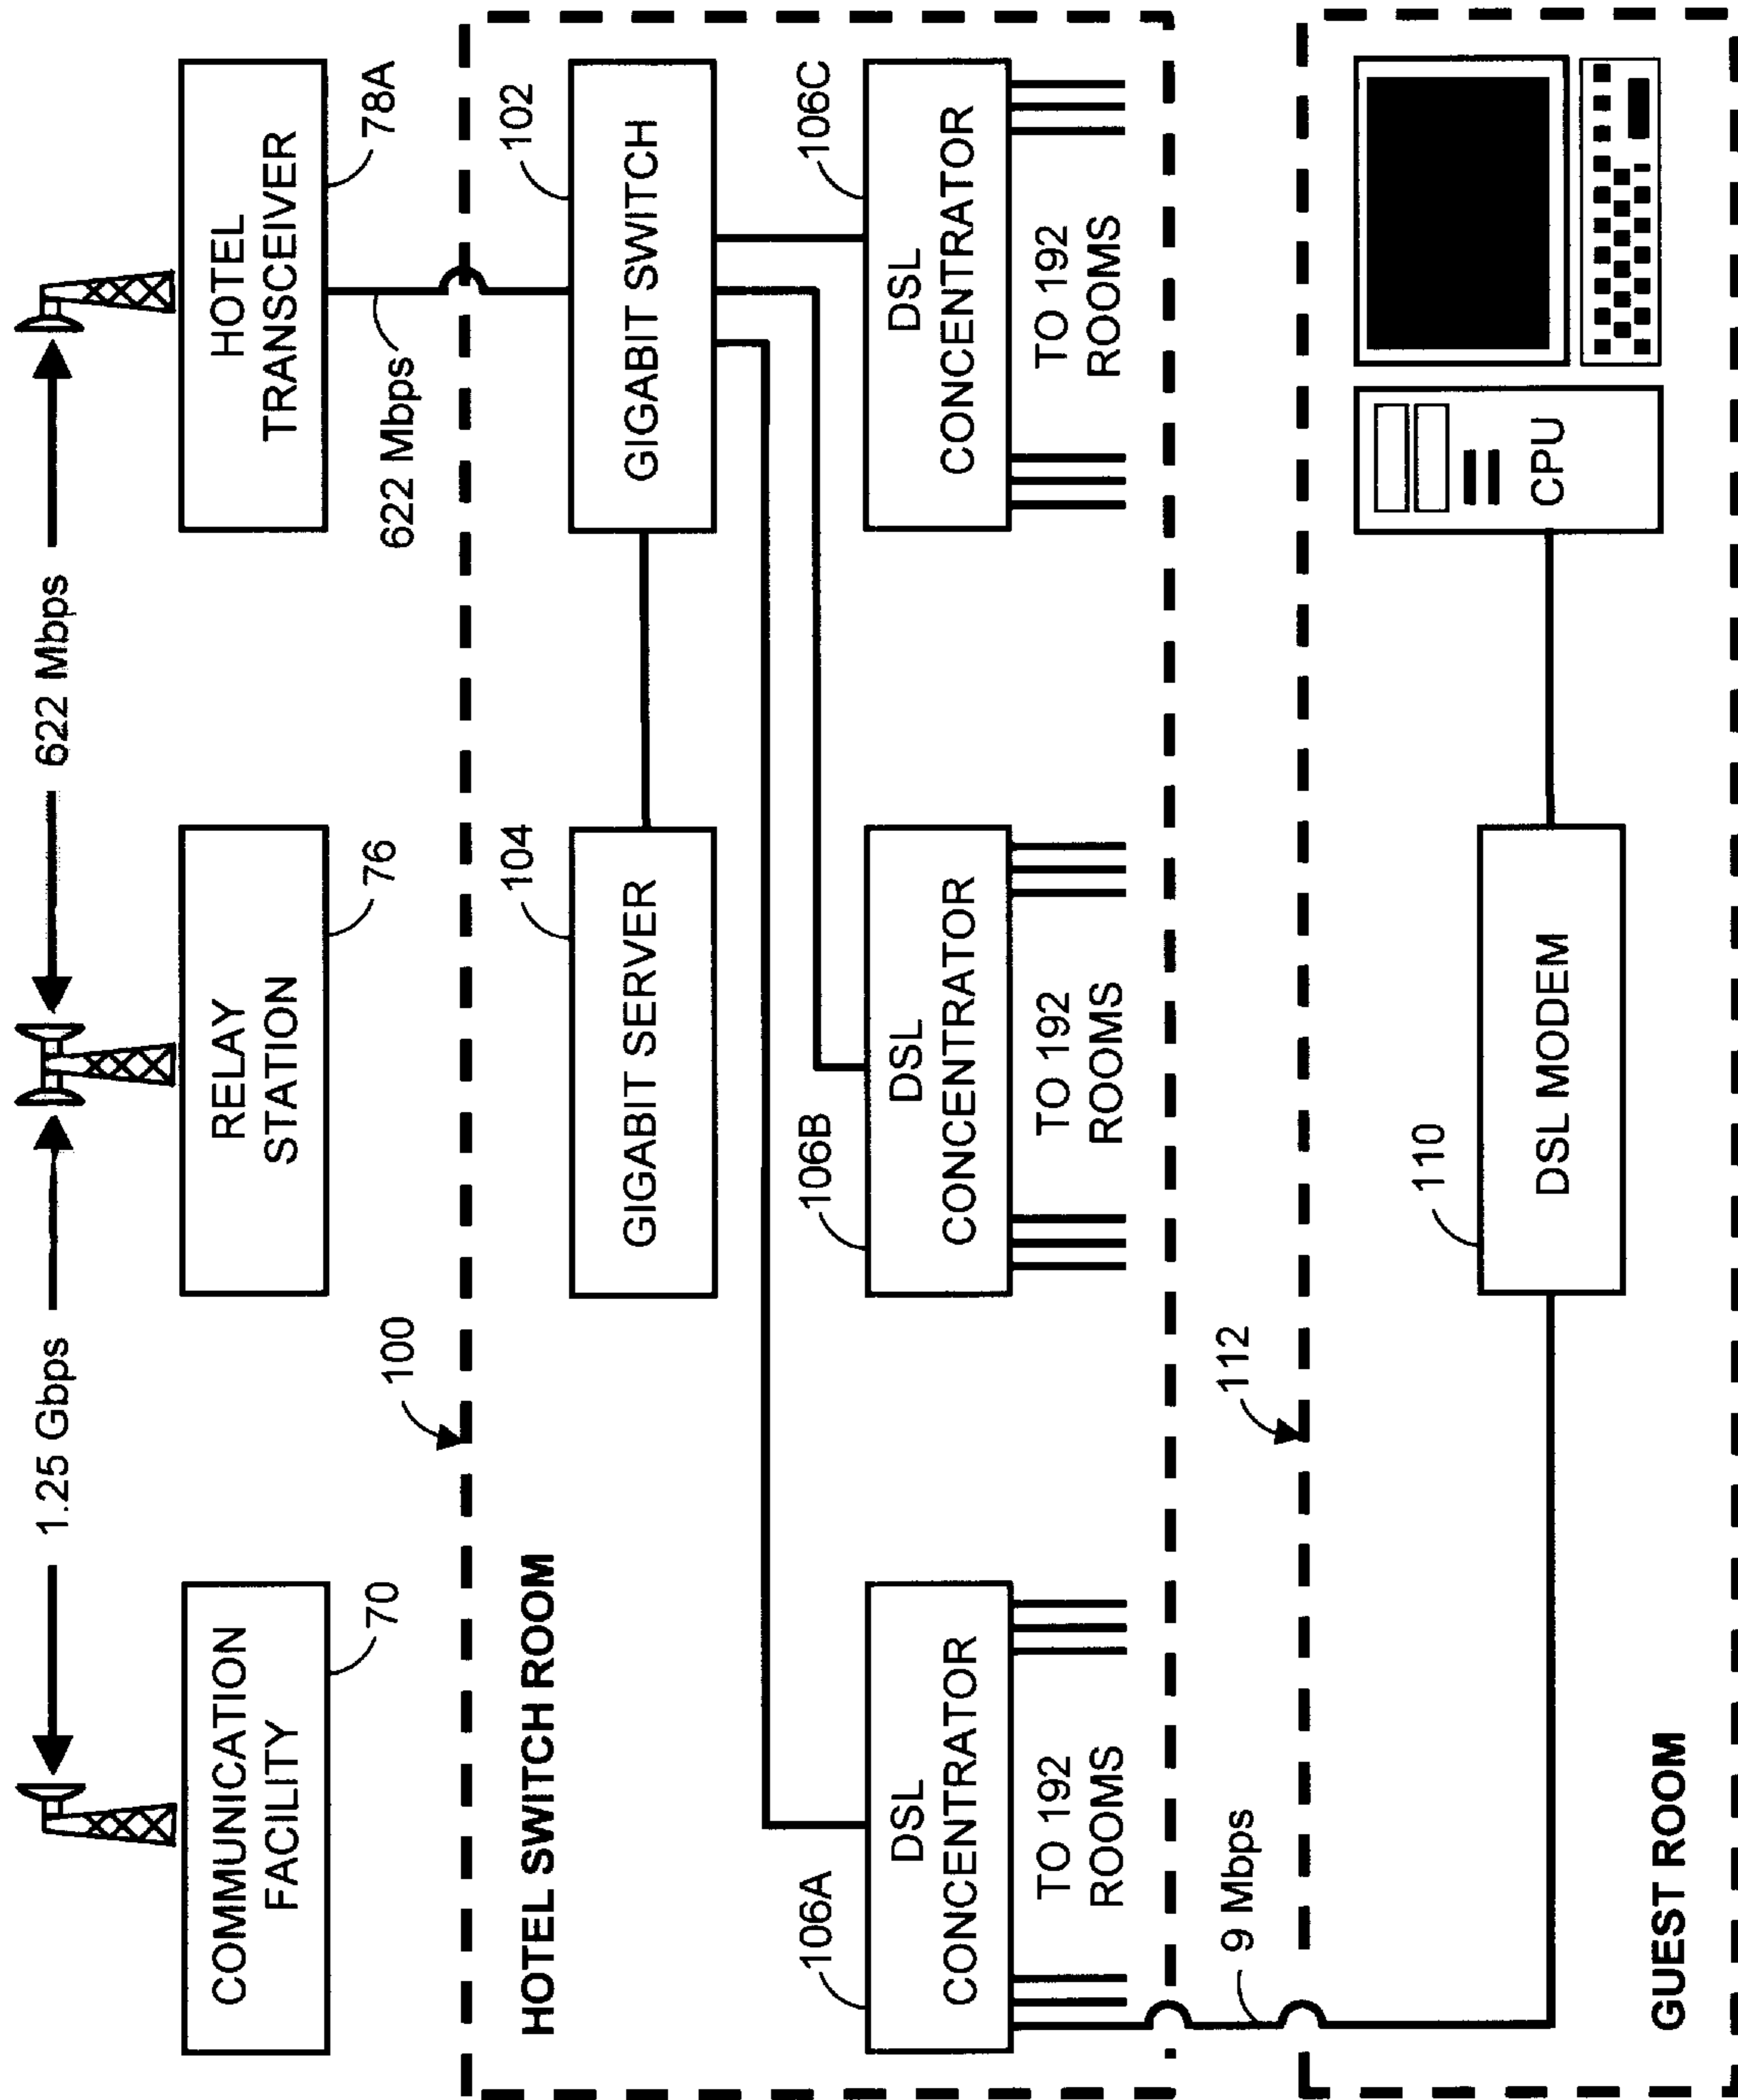 1.25 Gbps
622 Mbps
COMMUNICATION
FACILITY
70
RELAY
STATION
76
HOTEL
TRANSCEIVER
78A
100
622 Mbps
HOTEL SWITCH ROOM
104
GIGABIT SERVER
102
GIGABIT SWITCH
106A
DSL
CONCENTRATOR
TO 192
ROOMS
106B
DSL
CONCENTRATOR
TO 192
ROOMS
106C
DSL
CONCENTRATOR
TO 192
ROOMS
9 Mbps
112
110
DSL MODEM
CPU
GUEST ROOM